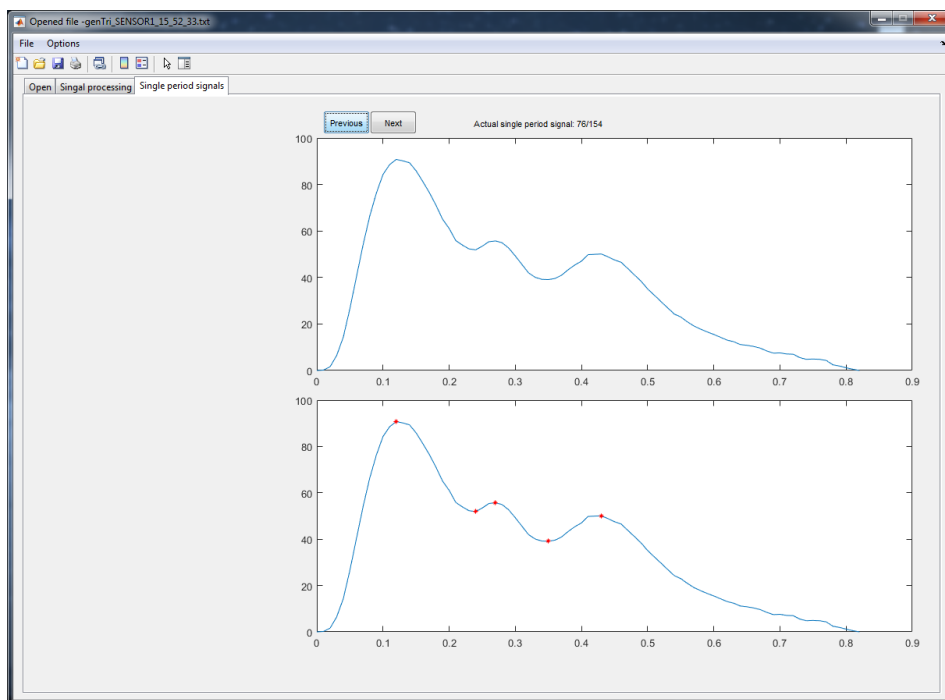 Opened file -genTri_SENSOR1_15_52_33.txt
File Options
Open Singal processing Single period signals
Previous Next Actual single period signal: 76/154
100
80
60
40
20
0
0 0.1 0.2 0.3 0.4 0.5 0.6 0.7 0.8 0.9
100
80
60
40
20
0
0 0.1 0.2 0.3 0.4 0.5 0.6 0.7 0.8 0.9